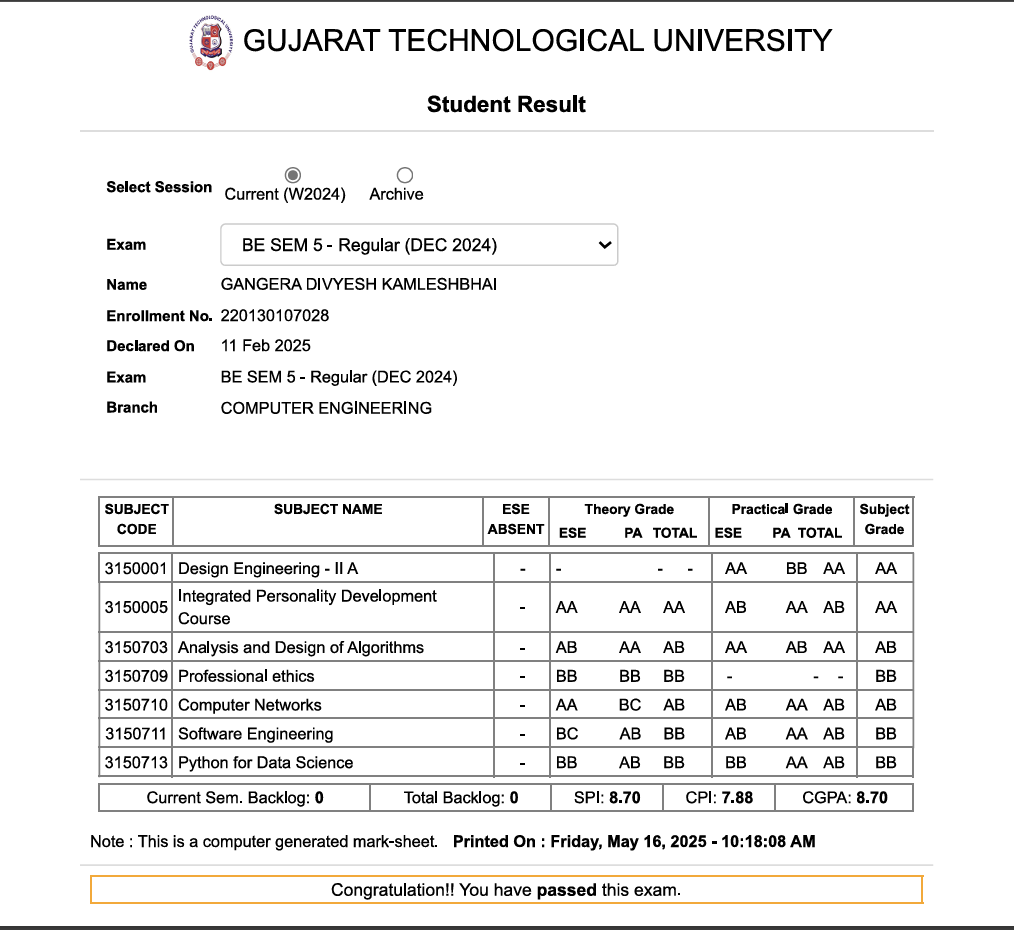 GUJARAT TECHNOLOGICAL UNIVERSITY
Student Result
Select Session Current (W2024) Archive
Exam BE SEM 5 - Regular (DEC 2024)
Name GANGERA DIVYESH KAMLESHBHAI
Enrollment No. 220130107028
Declared On 11 Feb 2025
Exam BE SEM 5 - Regular (DEC 2024)
Branch COMPUTER ENGINEERING
SUBJECT CODE SUBJECT NAME ESE ABSENT Theory Grade ESE PA TOTAL Practical Grade ESE PA TOTAL Subject Grade
3150001 Design Engineering - II A - - - - AA BB AA AA
3150005 Integrated Personality Development Course - AA AA AA AB AA AB AA
3150703 Analysis and Design of Algorithms - AB AA AB AA AB AA AB
3150709 Professional ethics - BB BB BB - - - BB
3150710 Computer Networks - AA BC AB AB AA AB AB
3150711 Software Engineering - BC AB BB AB AA AB BB
3150713 Python for Data Science - BB AB BB BB AA AB BB
Current Sem. Backlog: 0 Total Backlog: 0 SPI: 8.70 CPI: 7.88 CGPA: 8.70
Note : This is a computer generated mark-sheet. Printed On : Friday, May 16, 2025 - 10:18:08 AM
Congratulation!! You have passed this exam.